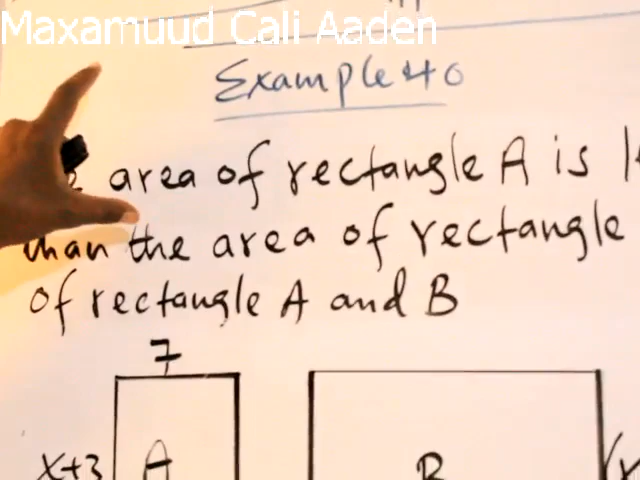 Maxamuud Cali Aaden
Example 40
area of rectangle A is
than the area of rectangle
of rectangle A and B
7
x+3 A B